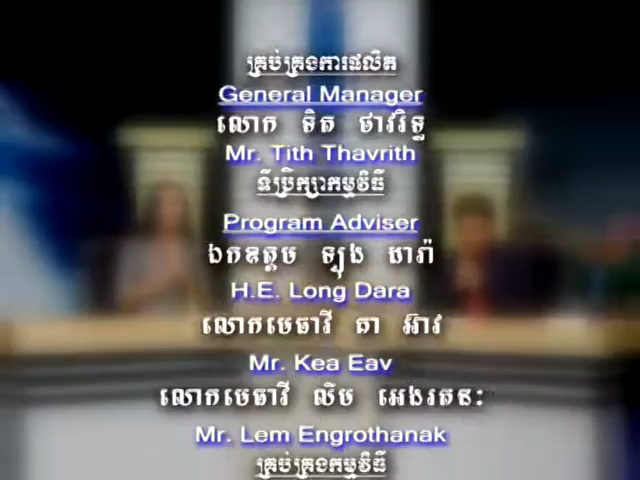 គ្រប់គ្រងការផលិត
General Manager
លោក ទិត ថាវរិទ្ធ
Mr. Tith Thavrith
ទីប្រឹក្សាកម្មវិធី
Program Adviser
ឯកឧត្តម ឡុង ដារ៉ា
H.E. Long Dara
លោកមេធាវី គា អ៊ាវ
Mr. Kea Eav
លោកមេធាវី លិម អេងរតនៈ
Mr. Lem Engrothanak
គ្រប់គ្រងកម្មវិធី